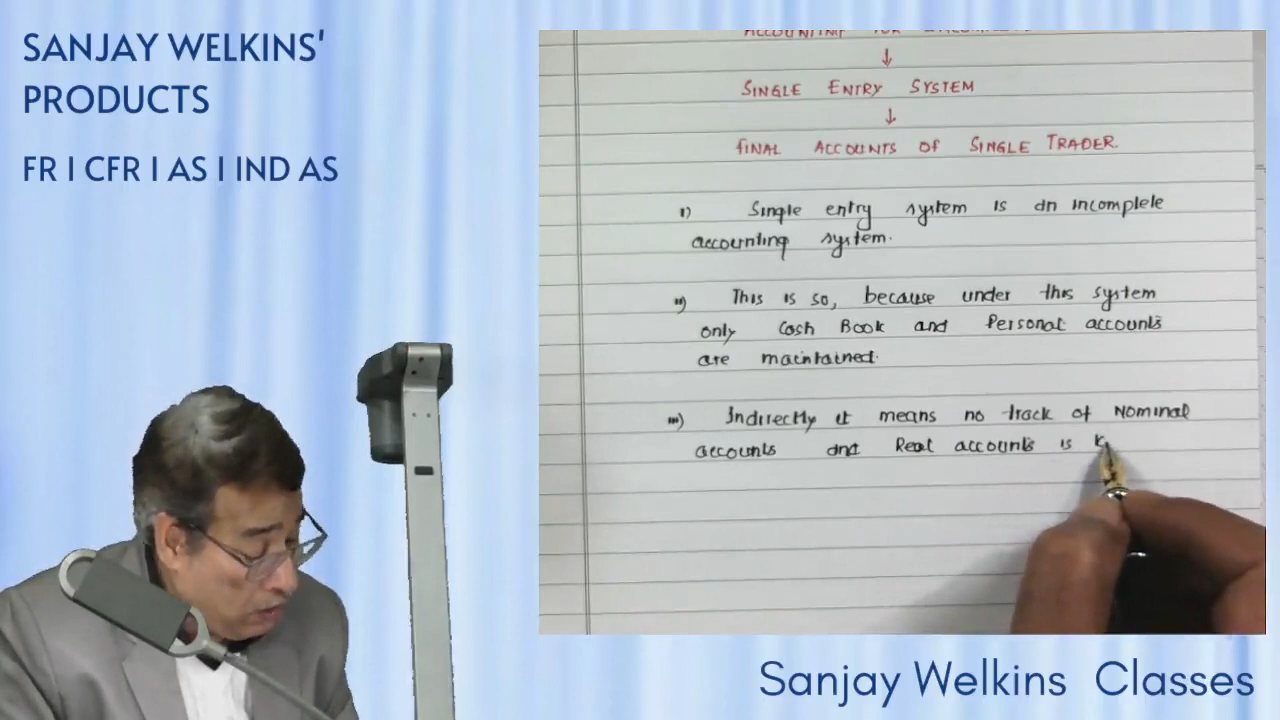 SANJAY WELKINS'
PRODUCTS
FR I CFR I AS I IND AS
SINGLE ENTRY SYSTEM
FINAL ACCOUNTS OF SINGLE TRADER.
i) Single entry system is an incomplete
accounting system.
ii) This is so, because under this system
only Cash Book and Personal accounts
are maintained.
iii) Indirectly it means no track of Nominal
accounts and Real accounts is k
Sanjay Welkins Classes